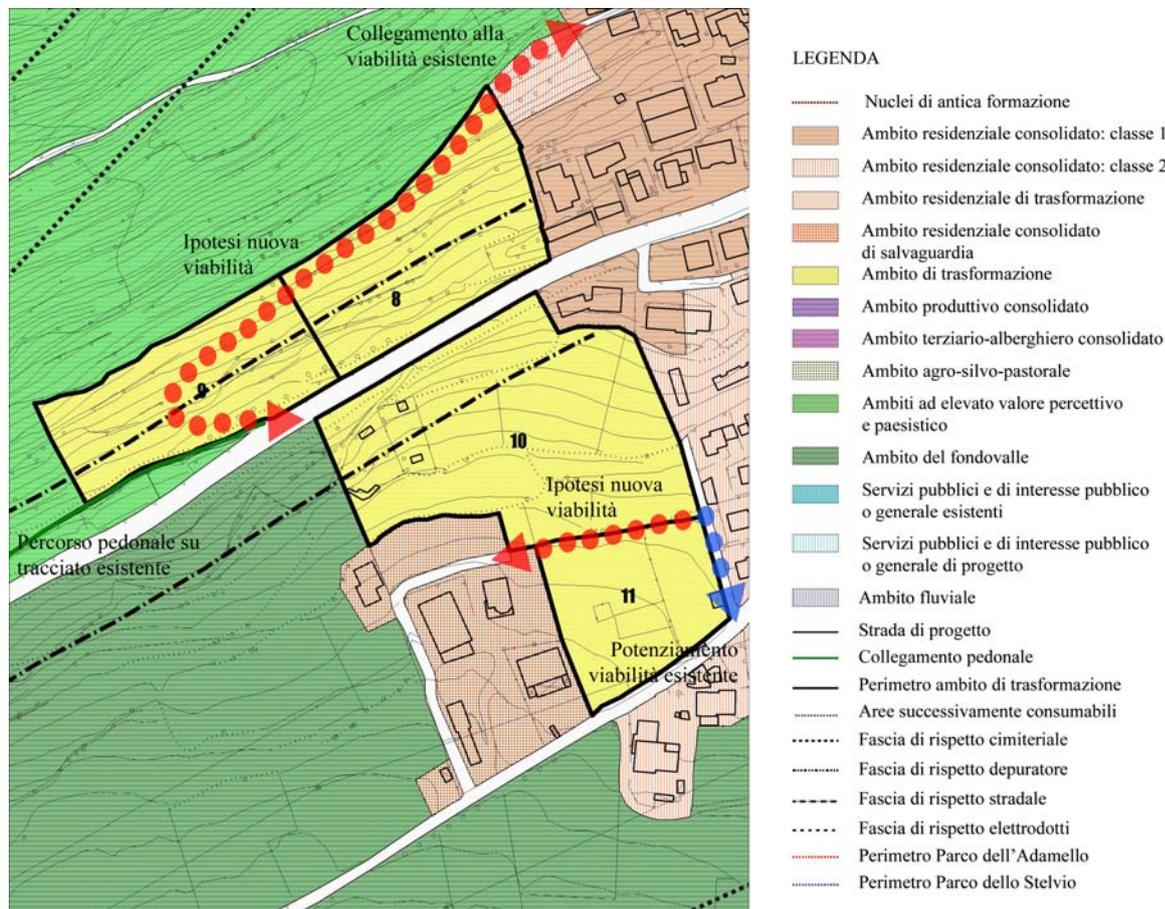 Collegamento alla
viabilità esistente
Ipotesi nuova
viabilità
8
9
10
Ipotesi nuova
viabilità
Percorso pedonale su
tracciato esistente
11
Potenziamento
viabilità esistente
LEGENDA
Nuclei di antica formazione
Ambito residenziale consolidato: classe 1
Ambito residenziale consolidato: classe 2
Ambito residenziale di trasformazione
Ambito residenziale consolidato
di salvaguardia
Ambito di trasformazione
Ambito produttivo consolidato
Ambito terziario-alberghiero consolidato
Ambito agro-silvo-pastorale
Ambiti ad elevato valore percettivo
e paesistico
Ambito del fondovalle
Servizi pubblici e di interesse pubblico
o generale esistenti
Servizi pubblici e di interesse pubblico
o generale di progetto
Ambito fluviale
Strada di progetto
Collegamento pedonale
Perimetro ambito di trasformazione
Aree successivamente consumabili
Fascia di rispetto cimiteriale
Fascia di rispetto depuratore
Fascia di rispetto stradale
Fascia di rispetto elettrodotti
Perimetro Parco dell'Adamello
Perimetro Parco dello Stelvio